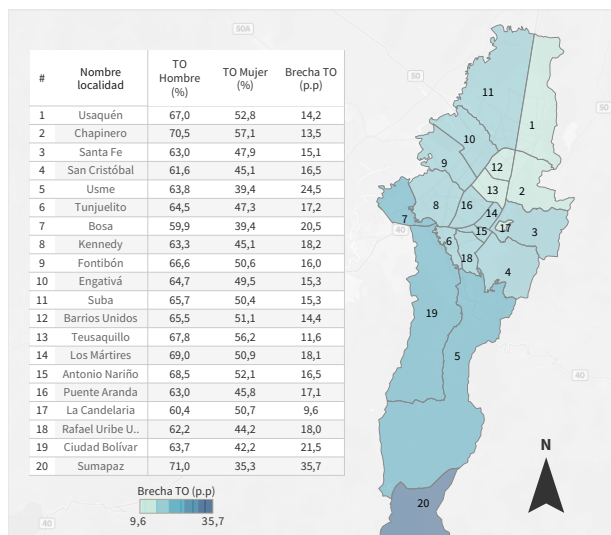 50A
50
50
40
40
40
# Nombre localidad TO Hombre (%) TO Mujer (%) Brecha TO (p.p)
1 Usaquén 67,0 52,8 14,2
2 Chapinero 70,5 57,1 13,5
3 Santa Fe 63,0 47,9 15,1
4 San Cristóbal 61,6 45,1 16,5
5 Usme 63,8 39,4 24,5
6 Tunjuelito 64,5 47,3 17,2
7 Bosa 59,9 39,4 20,5
8 Kennedy 63,3 45,1 18,2
9 Fontibón 66,6 50,6 16,0
10 Engativá 64,7 49,5 15,3
11 Suba 65,7 50,4 15,3
12 Barrios Unidos 65,5 51,1 14,4
13 Teusaquillo 67,8 56,2 11,6
14 Los Mártires 69,0 50,9 18,1
15 Antonio Nariño 68,5 52,1 16,5
16 Puente Aranda 63,0 45,8 17,1
17 La Candelaria 60,4 50,7 9,6
18 Rafael Uribe U.. 62,2 44,2 18,0
19 Ciudad Bolívar 63,7 42,2 21,5
20 Sumapaz 71,0 35,3 35,7
Brecha TO (p.p)
9,6 35,7
11
1
10
9
12
13
2
8
16
14
7
15
17
3
6
18
4
19
5
20
N